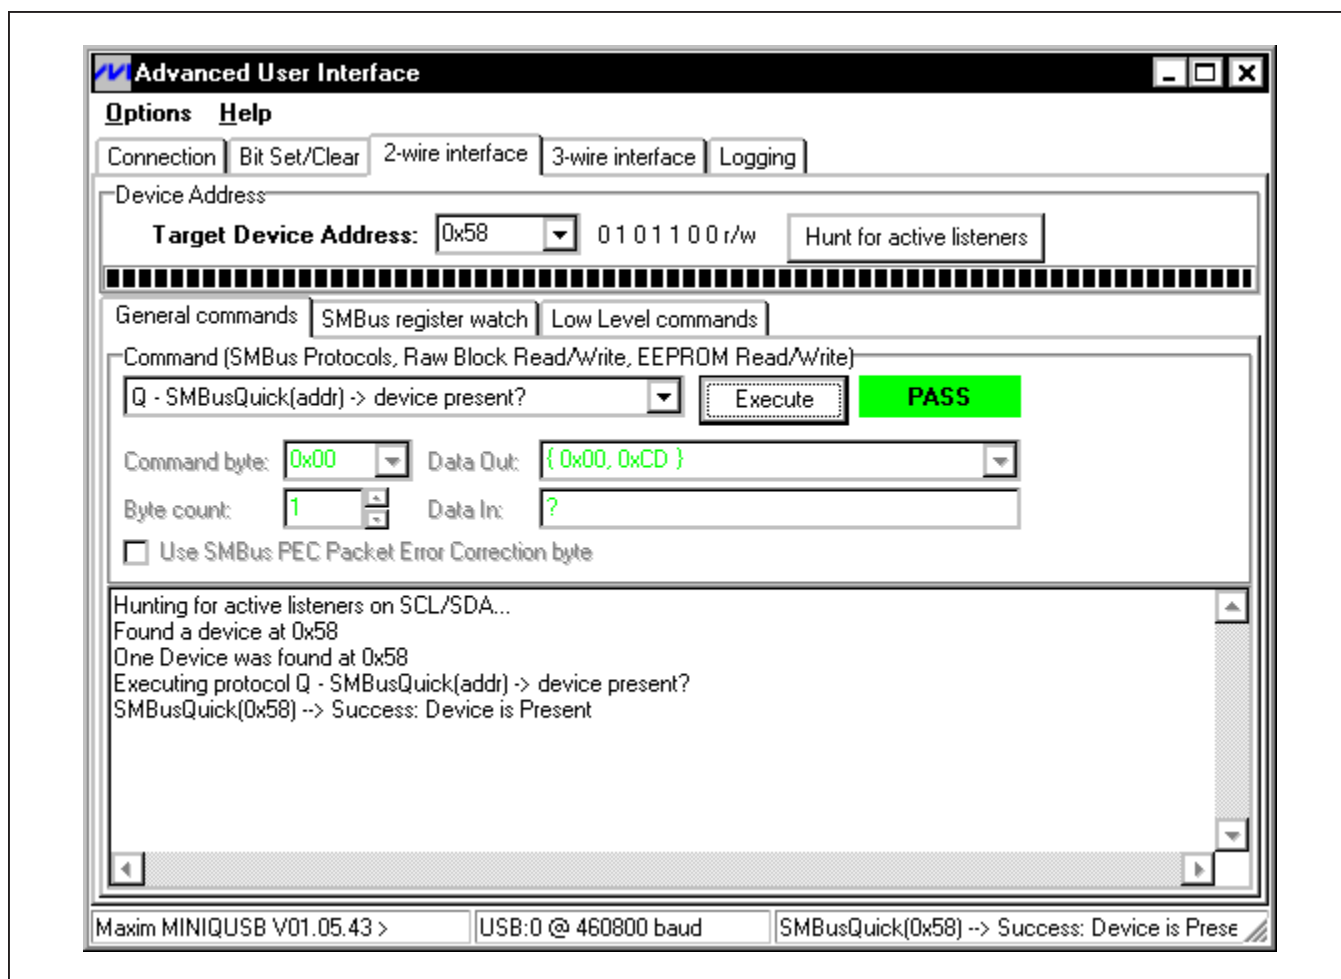 Advanced User Interface
Options Help
Connection Bit Set/Clear 2-wire interface 3-wire interface Logging
Device Address
Target Device Address: 0x58 0 1 0 1 1 0 0 r/w Hunt for active listeners
General commands SMBus register watch Low Level commands
Command (SMBus Protocols, Raw Block Read/Write, EEPROM Read/Write)
Q - SMBusQuick(addr) -> device present? Execute PASS
Command byte: 0x00 Data Out: { 0x00, 0xCD }
Byte count: 1 Data In: ?
Use SMBus PEC Packet Error Correction byte
Hunting for active listeners on SCL/SDA...
Found a device at 0x58
One Device was found at 0x58
Executing protocol Q - SMBusQuick(addr) -> device present?
SMBusQuick(0x58) --> Success: Device is Present
Maxim MINIQUSB V01.05.43 > USB:0 @ 460800 baud SMBusQuick(0x58) --> Success: Device is Prese